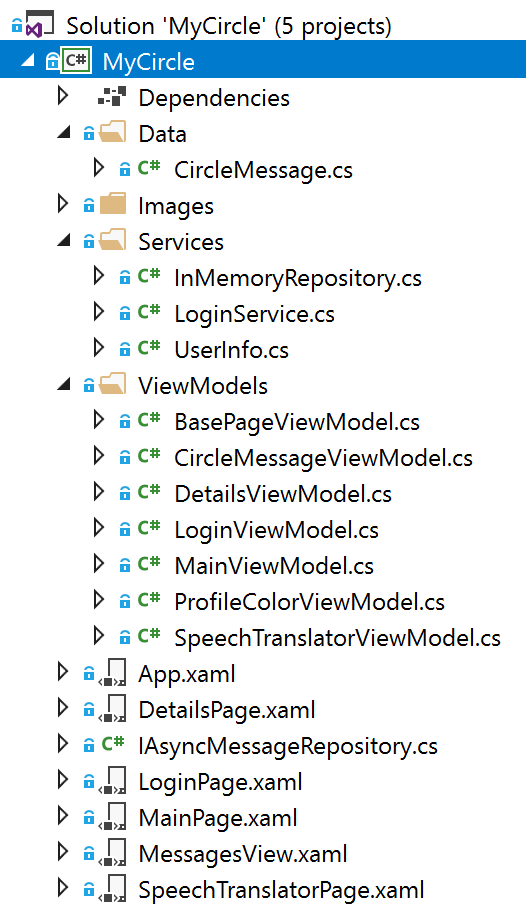 Solution 'MyCircle' (5 projects)
C# MyCircle
Dependencies
Data
C# CircleMessage.cs
Images
Services
C# InMemoryRepository.cs
C# LoginService.cs
C# UserInfo.cs
ViewModels
C# BasePageViewModel.cs
C# CircleMessageViewModel.cs
C# DetailsViewModel.cs
C# LoginViewModel.cs
C# MainViewModel.cs
C# ProfileColorViewModel.cs
C# SpeechTranslatorViewModel.cs
App.xaml
DetailsPage.xaml
C# IAsyncMessageRepository.cs
LoginPage.xaml
MainPage.xaml
MessagesView.xaml
SpeechTranslatorPage.xaml